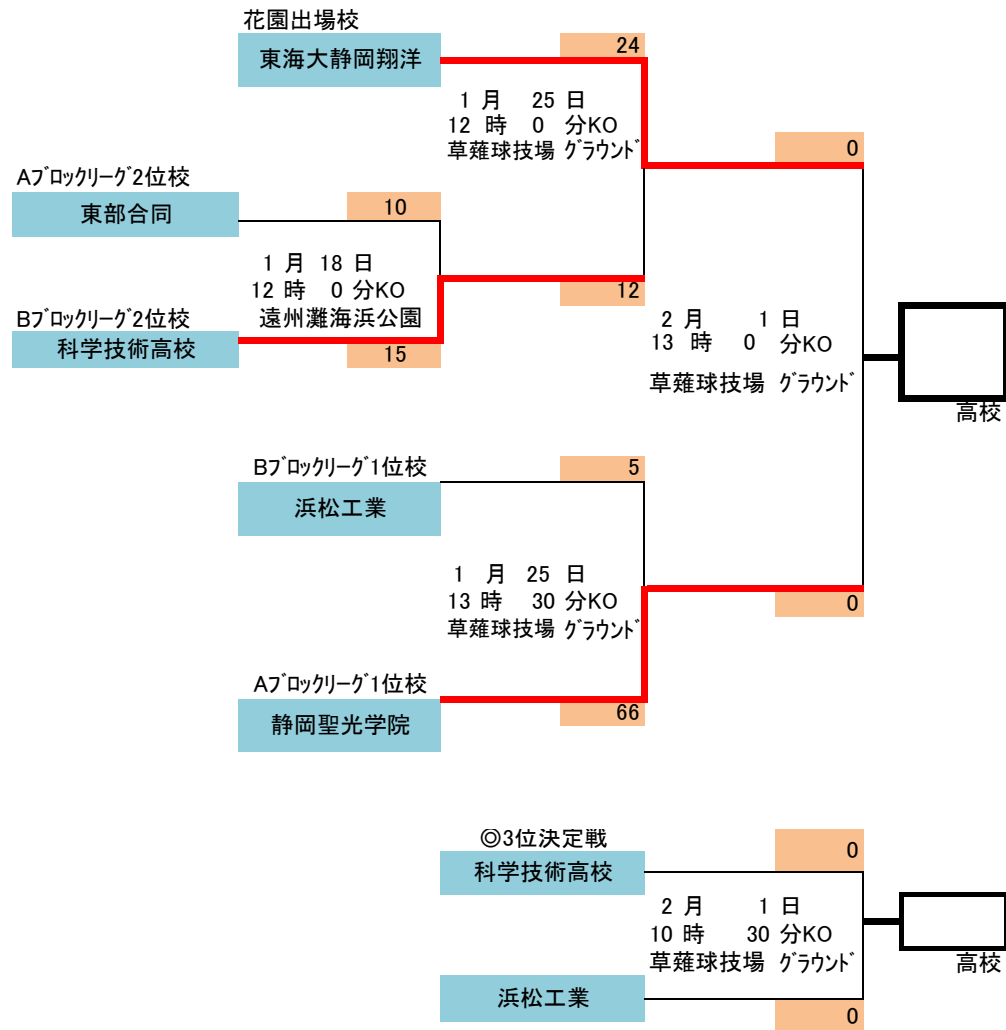 花園出場校
東海大静岡翔洋
24
1 月 25 日
12 時 0 分KO
草薙球技場 グラウンド
0
Aブロックリーグ2位校
東部合同
10
1 月 18 日
12 時 0 分KO
遠州灘海浜公園
12
Bブロックリーグ2位校
科学技術高校
15
2 月 1 日
13 時 0 分KO
草薙球技場 グラウンド
高校
Bブロックリーグ1位校
浜松工業
5
1 月 25 日
13 時 30 分KO
草薙球技場 グラウンド
0
Aブロックリーグ1位校
静岡聖光学院
66
◎3位決定戦
科学技術高校
0
2 月 1 日
10 時 30 分KO
草薙球技場 グラウンド
高校
浜松工業
0